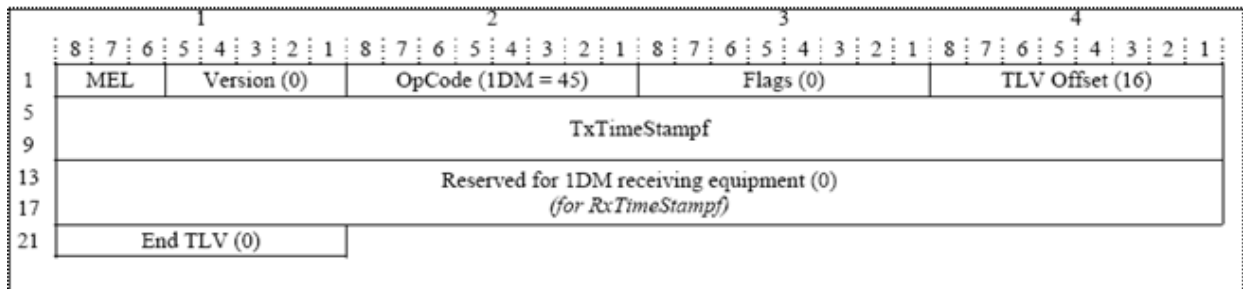 1 2 3 4
8 7 6 5 4 3 2 1 8 7 6 5 4 3 2 1 8 7 6 5 4 3 2 1 8 7 6 5 4 3 2 1
1 MEL Version (0) OpCode (1DM = 45) Flags (0) TLV Offset (16)
5
TxTimeStampf
9
13 Reserved for 1DM receiving equipment (0)
17 (for RxTimeStampf)
21 End TLV (0)